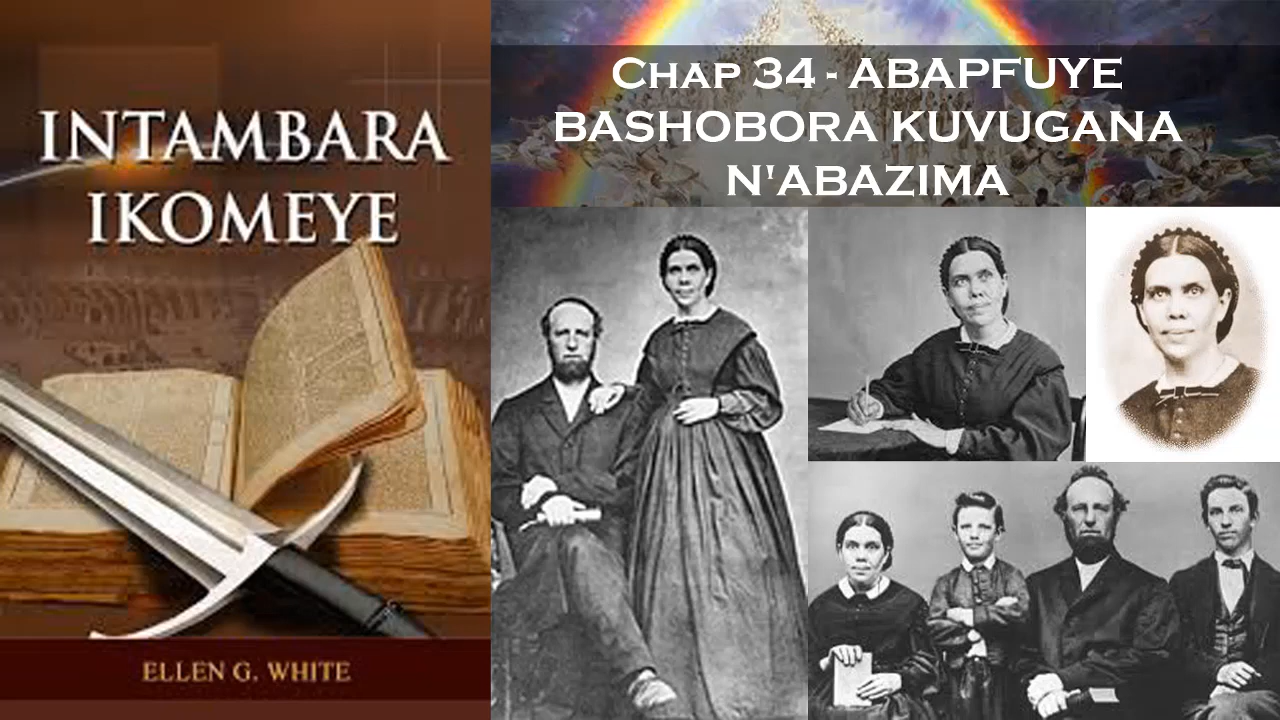 INTAMBARA
IKOMEYE
ELLEN G. WHITE
Chap 34 - ABAPFUYE
BASHOBORA KUVUGANA
N'ABAZIMA